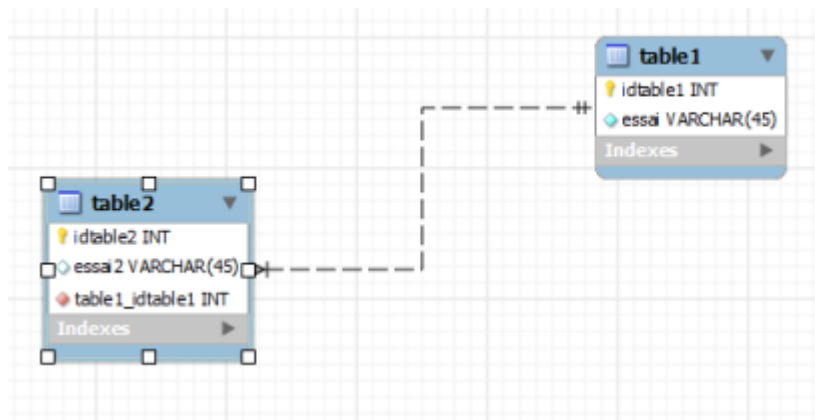 table1
idtable1 INT
essai VARCHAR(45)
Indexes
table2
idtable2 INT
essai2 VARCHAR(45)
table1_idtable1 INT
Indexes